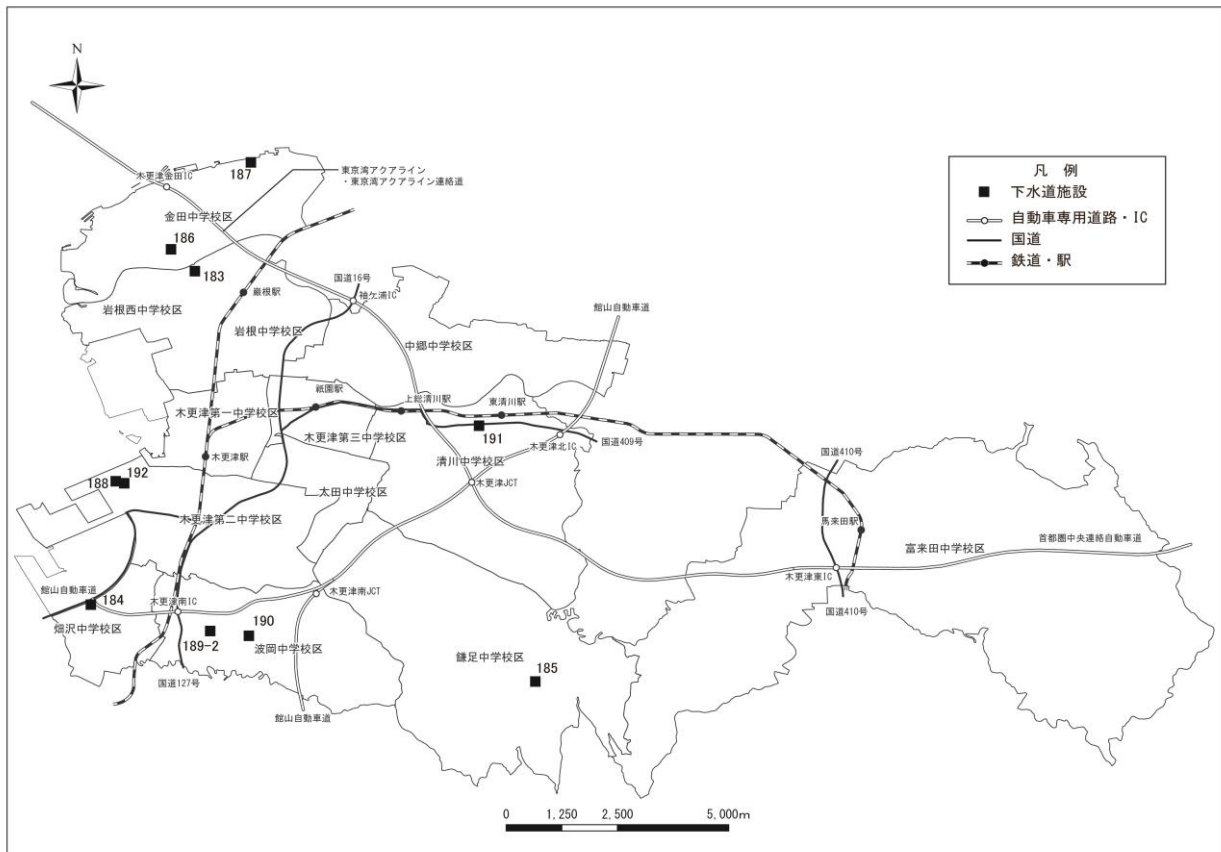 N
凡 例
下水道施設
自動車専用道路・IC
国道
鉄道・駅
187
東京湾アクアライン
・東京湾アクアライン連絡道
木更津金田IC
金田中学校区
186
183
国道16号
袖ケ浦IC
巌根駅
館山自動車道
岩根西中学校区
岩根中学校区
中郷中学校区
祇園駅
上総清川駅
東清川駅
木更津第一中学校区
191
木更津第三中学校区
木更津北IC
国道409号
木更津駅
清川中学校区
国道410号
192
188
木更津JCT
太田中学校区
木更津第二中学校区
馬来田駅
首都圏中央連絡自動車道
富来田中学校区
木更津東IC
館山自動車道
木更津南JCT
184
木更津南IC
国道410号
畑沢中学校区
190
189-2
波岡中学校区
鎌足中学校区
185
国道127号
館山自動車道
0 1,250 2,500 5,000m